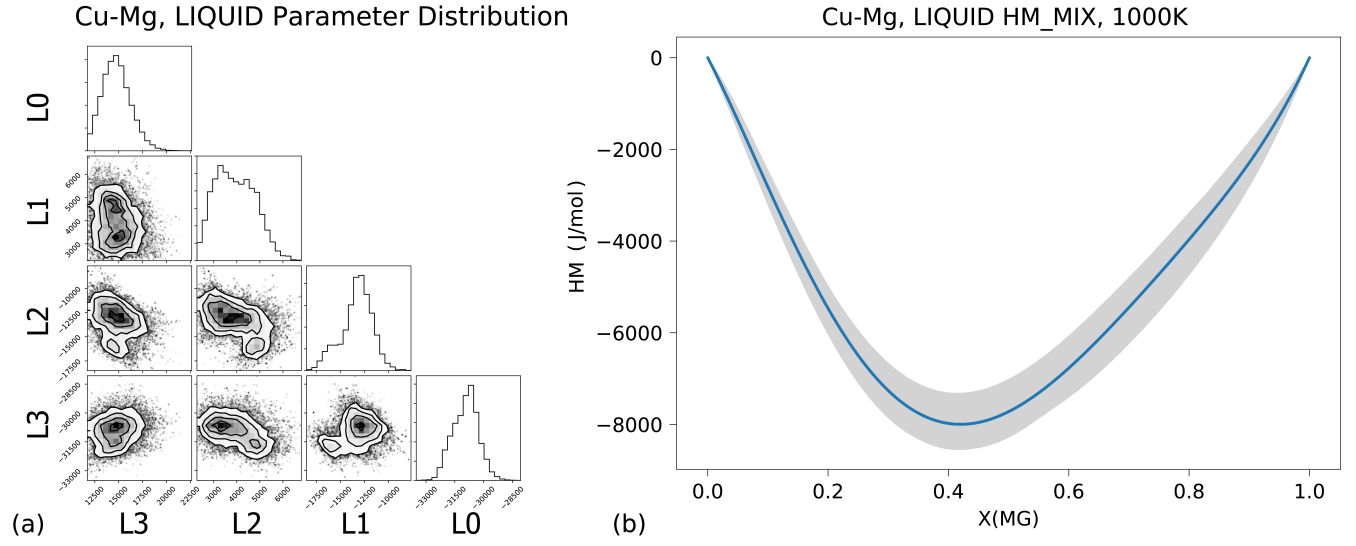 Cu-Mg, LIQUID Parameter Distribution
L0
L1
6000
5000
4000
3000
L2
−10000
−12500
−15000
−17500
L3
−28500
−30000
−31500
−33000
12500 15000 17500 20000 22500
3000 4000 5000 6000
−17500 −15000 −12500 −10000
−33000 −31500 −30000 −28500
(a) L3 L2 L1 L0
Cu-Mg, LIQUID HM_MIX, 1000K
0
−2000
−4000
−6000
−8000
HM ( J/mol )
0.0 0.2 0.4 0.6 0.8 1.0
(b) X(MG)